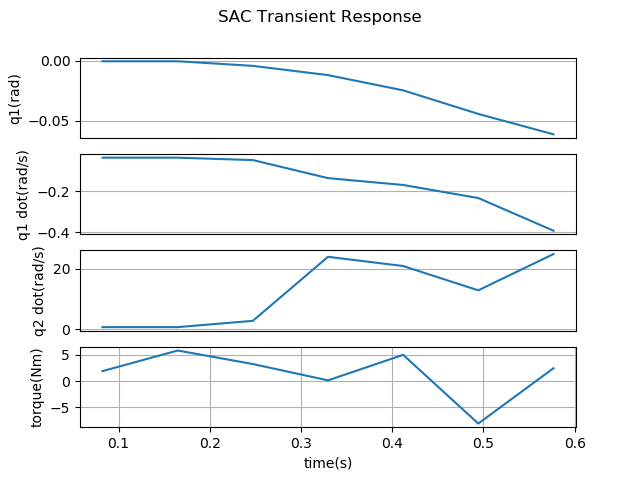 SAC Transient Response
0.00
−0.05
q1(rad)
−0.2
−0.4
q1 dot(rad/s)
20
0
q2 dot(rad/s)
5
0
−5
torque(Nm)
0.1 0.2 0.3 0.4 0.5 0.6
time(s)